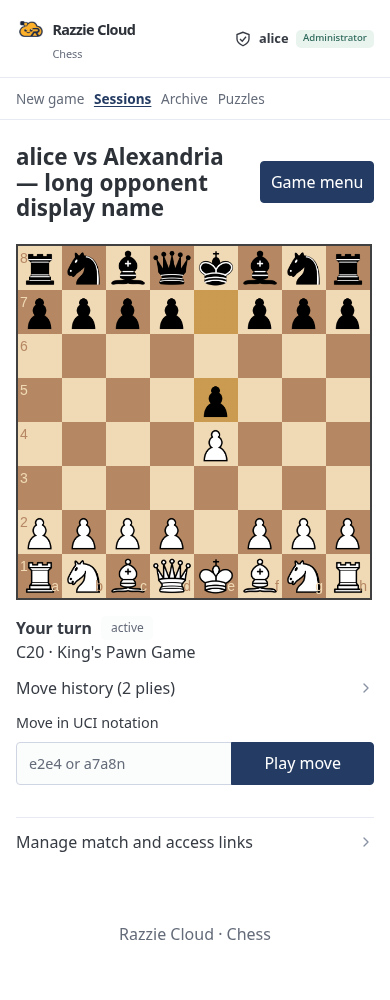 Razzie Cloud
Chess
alice Administrator
New game Sessions Archive Puzzles
alice vs Alexandria
— long opponent
display name
Game menu
8
7
6
5
4
3
2
1
a b c d e f g h
Your turn active
C20 · King's Pawn Game
Move history (2 plies)
Move in UCI notation
e2e4 or a7a8n Play move
Manage match and access links
Razzie Cloud · Chess